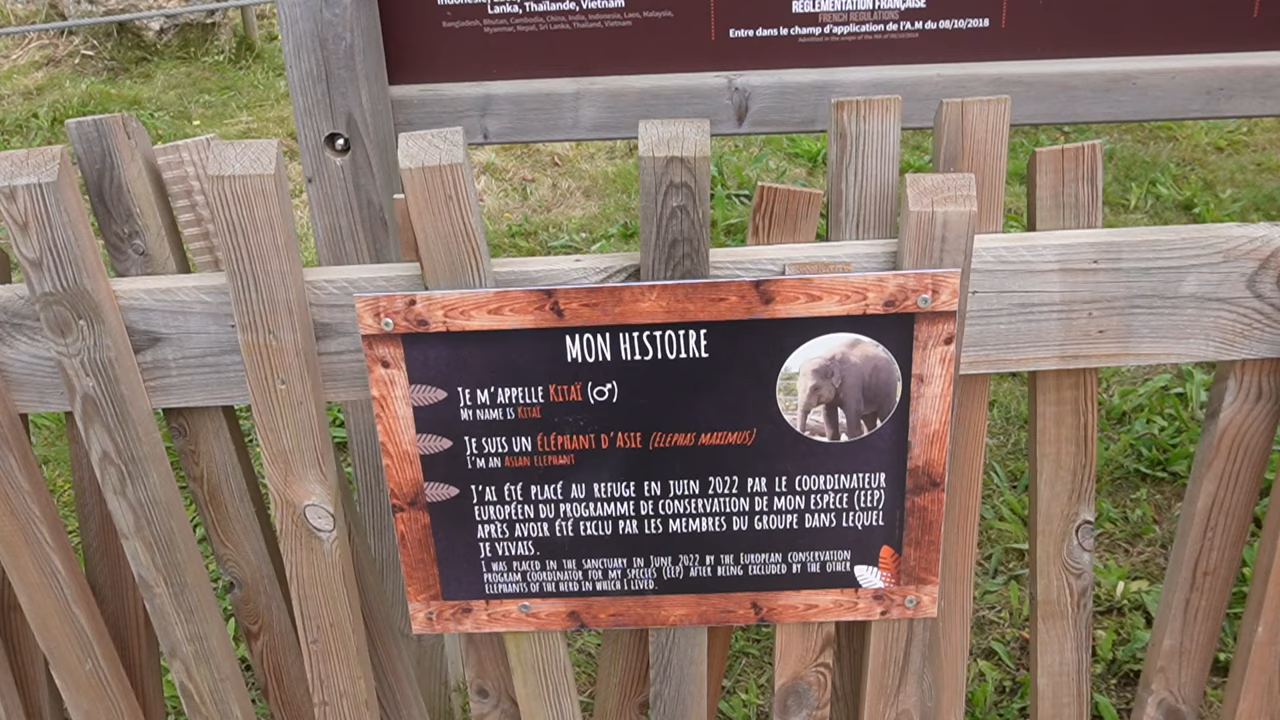 Lanka, Thaïlande, Vietnam
Bangladesh, Bhutan, Cambodia, China, India, Indonesia, Laos, Malaysia,
Myanmar, Nepal, Sri Lanka, Thailand, Vietnam
RÉGLEMENTATION FRANÇAISE
FRENCH REGULATIONS
Entre dans le champ d'application de l'A.M du 08/10/2018
MON HISTOIRE
JE M'APPELLE KITAÏ (♂)
MY NAME IS KITAÏ
JE SUIS UN ÉLÉPHANT D'ASIE (ELEPHAS MAXIMUS)
I'M AN ASIAN ELEPHANT
J'AI ÉTÉ PLACÉ AU REFUGE EN JUIN 2022 PAR LE COORDINATEUR
EUROPÉEN DU PROGRAMME DE CONSERVATION DE MON ESPÈCE (EEP)
APRÈS AVOIR ÉTÉ EXCLU PAR LES MEMBRES DU GROUPE DANS LEQUEL
JE VIVAIS.
I WAS PLACED IN THE SANCTUARY IN JUNE 2022 BY THE EUROPEAN CONSERVATION
PROGRAM COORDINATOR FOR MY SPECIES (EEP) AFTER BEING EXCLUDED BY THE OTHER
ELEPHANTS OF THE HERD IN WHICH I LIVED.